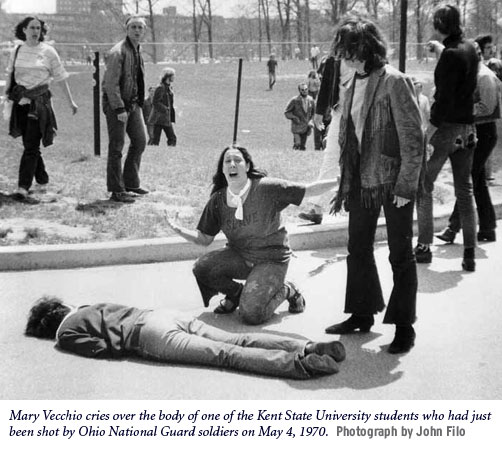 Mary Vecchio cries over the body of one of the Kent State University students who had just
been shot by Ohio National Guard soldiers on May 4, 1970. Photograph by John Filo